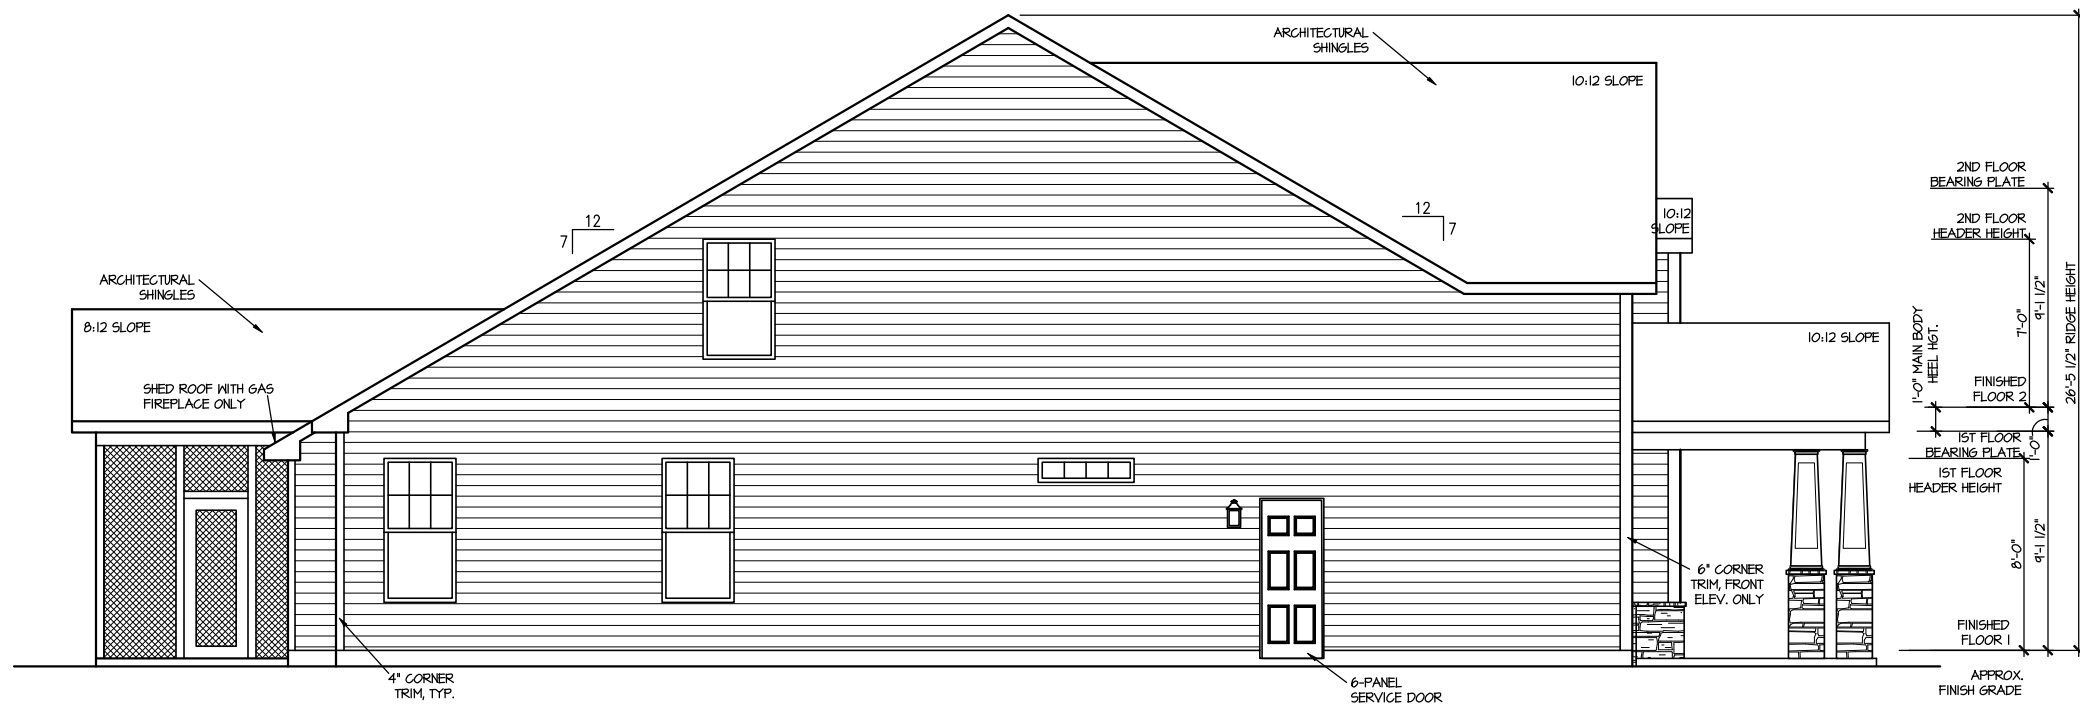 ARCHITECTURAL
SHINGLES
10:12 SLOPE
2ND FLOOR
BEARING PLATE
10:12
SLOPE
12
7
12
7
2ND FLOOR
HEADER HEIGHT
ARCHITECTURAL
SHINGLES
8:12 SLOPE
9'-1 1/2"
7'-0"
26'-5 1/2" RIDGE HEIGHT
1'-0" MAIN BODY
HEEL HGT.
10:12 SLOPE
SHED ROOF WITH GAS
FIREPLACE ONLY
FINISHED
FLOOR 2
1ST FLOOR
BEARING PLATE
1'-0"
1ST FLOOR
HEADER HEIGHT
8'-0"
9'-1 1/2"
6" CORNER
TRIM, FRONT
ELEV. ONLY
FINISHED
FLOOR 1
4" CORNER
TRIM, TYP.
6-PANEL
SERVICE DOOR
APPROX.
FINISH GRADE